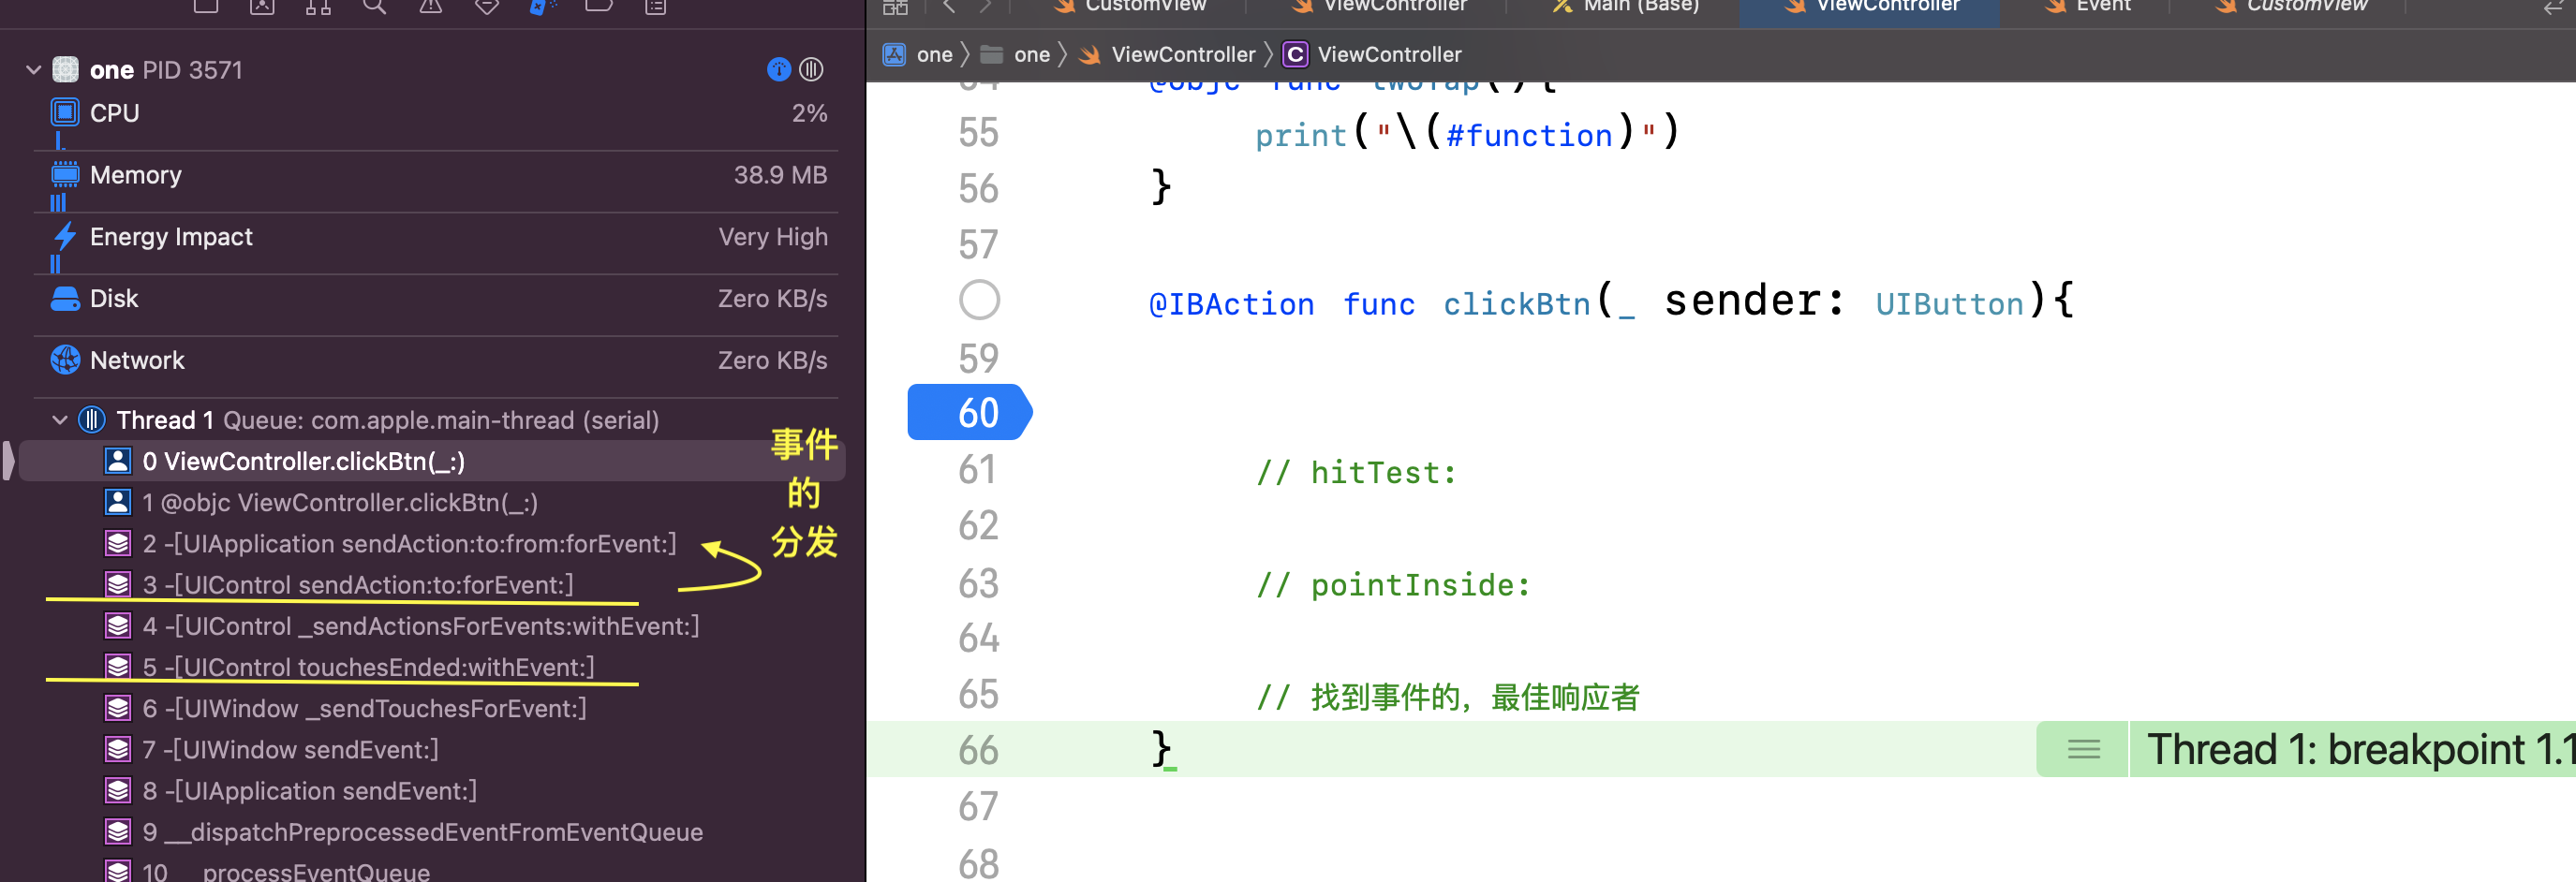 one PID 3571
CPU 2%
Memory 38.9 MB
Energy Impact Very High
Disk Zero KB/s
Network Zero KB/s
Thread 1 Queue: com.apple.main-thread (serial)
0 ViewController.clickBtn(_:)
1 @objc ViewController.clickBtn(_:)
2 -[UIApplication sendAction:to:from:forEvent:]
3 -[UIControl sendAction:to:forEvent:]
4 -[UIControl _sendActionsForEvents:withEvent:]
5 -[UIControl touchesEnded:withEvent:]
6 -[UIWindow _sendTouchesForEvent:]
7 -[UIWindow sendEvent:]
8 -[UIApplication sendEvent:]
9 __dispatchPreprocessedEventFromEventQueue
10 __processEventQueue
事件
的
分发
CustomView ViewController Main (Base) ViewController Event CustomView
one one ViewController C ViewController
54 @objc func twoTap(){
55 print("\(#function)")
56 }
57
@IBAction func clickBtn(_ sender: UIButton){
59
60
61 // hitTest:
62
63 // pointInside:
64
65 // 找到事件的，最佳响应者
66 } Thread 1: breakpoint 1.1
67
68